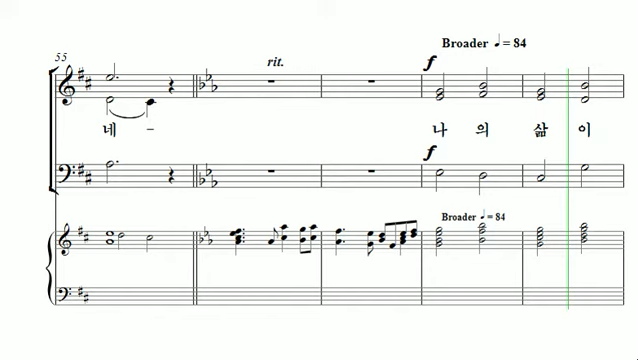 Broader ♩ = 84
55
rit.
f
네 - 나 의 삶 이
f
Broader ♩ = 84